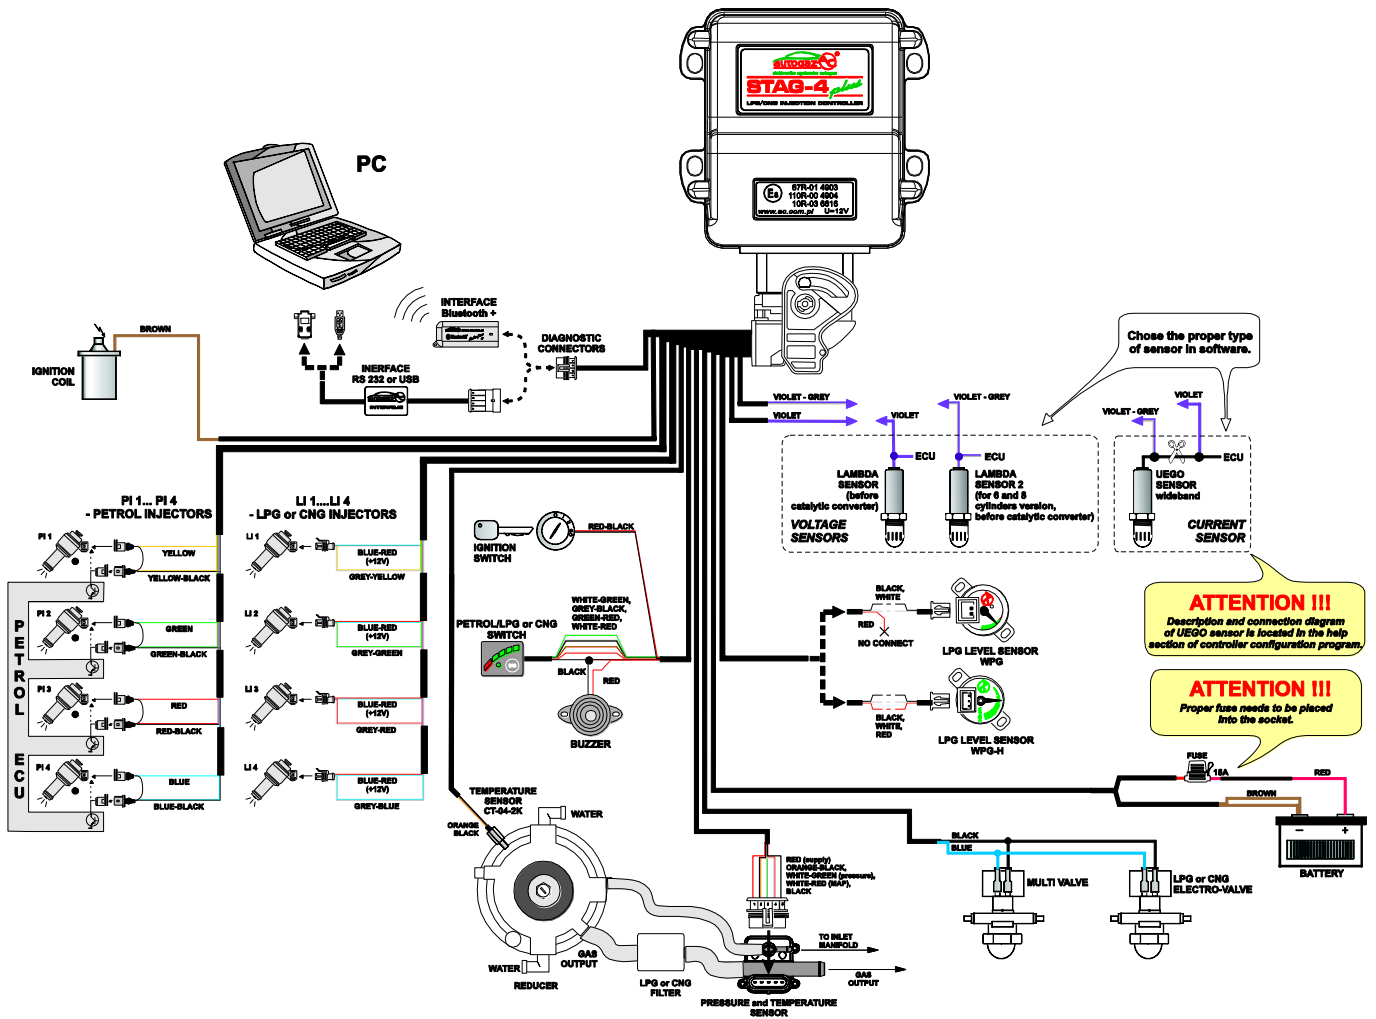 autogaz AC
elektronika systemów autogaz
STAG-4 plus
LPG/CNG INJECTION CONTROLLER
E8
67R-01 4903
110R-00 4904
10R-03 6616
www.ac.com.pl U=12V
PC
INTERFACE
Bluetooth +
DIAGNOSTIC
CONNECTORS
INERFACE
RS 232 or USB
INTERFEJS
BROWN
IGNITION
COIL
Chose the proper type
of sensor in software.
VIOLET - GREY
VIOLET
VIOLET
VIOLET - GREY
VIOLET
VIOLET - GREY
ECU
ECU
ECU
LAMBDA
SENSOR
(before
catalytic converter)
LAMBDA
SENSOR 2
(for 6 and 8
cylinders version,
before catalytic converter)
VOLTAGE
SENSORS
UEGO
SENSOR
wideband
CURRENT
SENSOR
PI 1... PI 4
- PETROL INJECTORS
LI 1....LI 4
- LPG or CNG INJECTORS
PI 1
YELLOW
YELLOW-BLACK
PI 2
GREEN
GREEN-BLACK
PI 3
RED
RED-BLACK
PI 4
BLUE
BLUE-BLACK
PETROL ECU
LI 1
BLUE-RED
(+12V)
GREY-YELLOW
LI 2
BLUE-RED
(+12V)
GREY-GREEN
LI 3
BLUE-RED
(+12V)
GREY-RED
LI 4
BLUE-RED
(+12V)
GREY-BLUE
IGNITION
SWITCH
RED-BLACK
WHITE-GREEN,
GREY-BLACK,
GREEN-RED,
WHITE-RED
PETROL/LPG or CNG
SWITCH
BLACK
RED
BUZZER
BLACK,
WHITE
RED
NO CONNECT
LPG LEVEL SENSOR
WPG
BLACK,
WHITE,
RED
LPG LEVEL SENSOR
WPG-H
ATTENTION !!!
Description and connection diagram
of UEGO sensor is located in the help
section of controller configuration program.
ATTENTION !!!
Proper fuse needs to be placed
into the socket.
FUSE
15A
RED
BROWN
- +
BATTERY
TEMPERATURE
SENSOR
CT-04-2K
ORANGE
BLACK
WATER
WATER
REDUCER
GAS
OUTPUT
LPG or CNG
FILTER
RED (supply)
ORANGE-BLACK,
WHITE-GREEN (pressure),
WHITE-RED (MAP),
BLACK
TO INLET
MANIFOLD
GAS
OUTPUT
PRESSURE and TEMPERATURE
SENSOR
BLACK
BLUE
MULTI VALVE
LPG or CNG
ELECTRO-VALVE